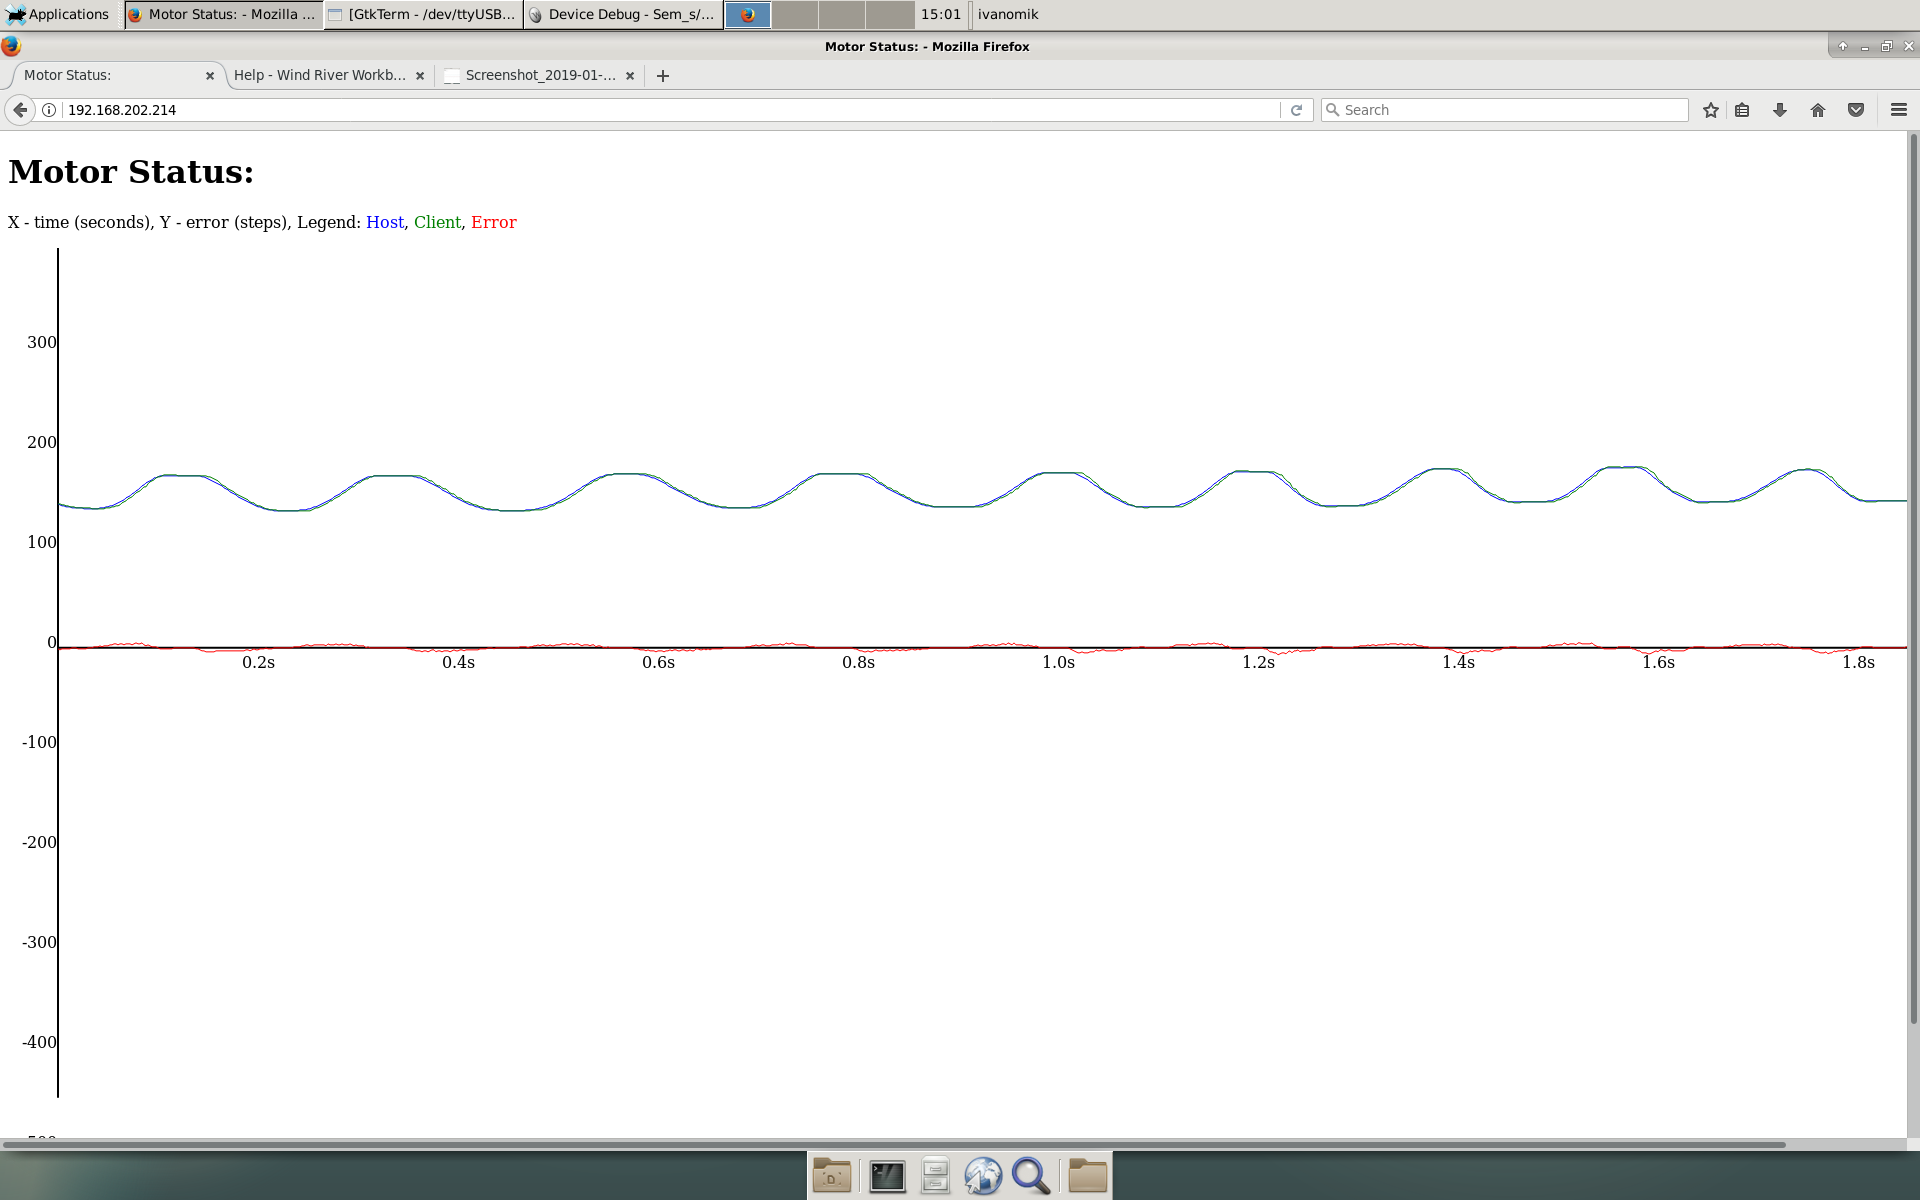 Applications Motor Status: - Mozilla ... [GtkTerm - /dev/ttyUSB... Device Debug - Sem_s/... 15:01 ivanomik
Motor Status: - Mozilla Firefox
Motor Status: Help - Wind River Workb... Screenshot_2019-01-...
192.168.202.214 Search
Motor Status:
X - time (seconds), Y - error (steps), Legend: Host, Client, Error
300
200
100
0
0.2s 0.4s 0.6s 0.8s 1.0s 1.2s 1.4s 1.6s 1.8s
-100
-200
-300
-400